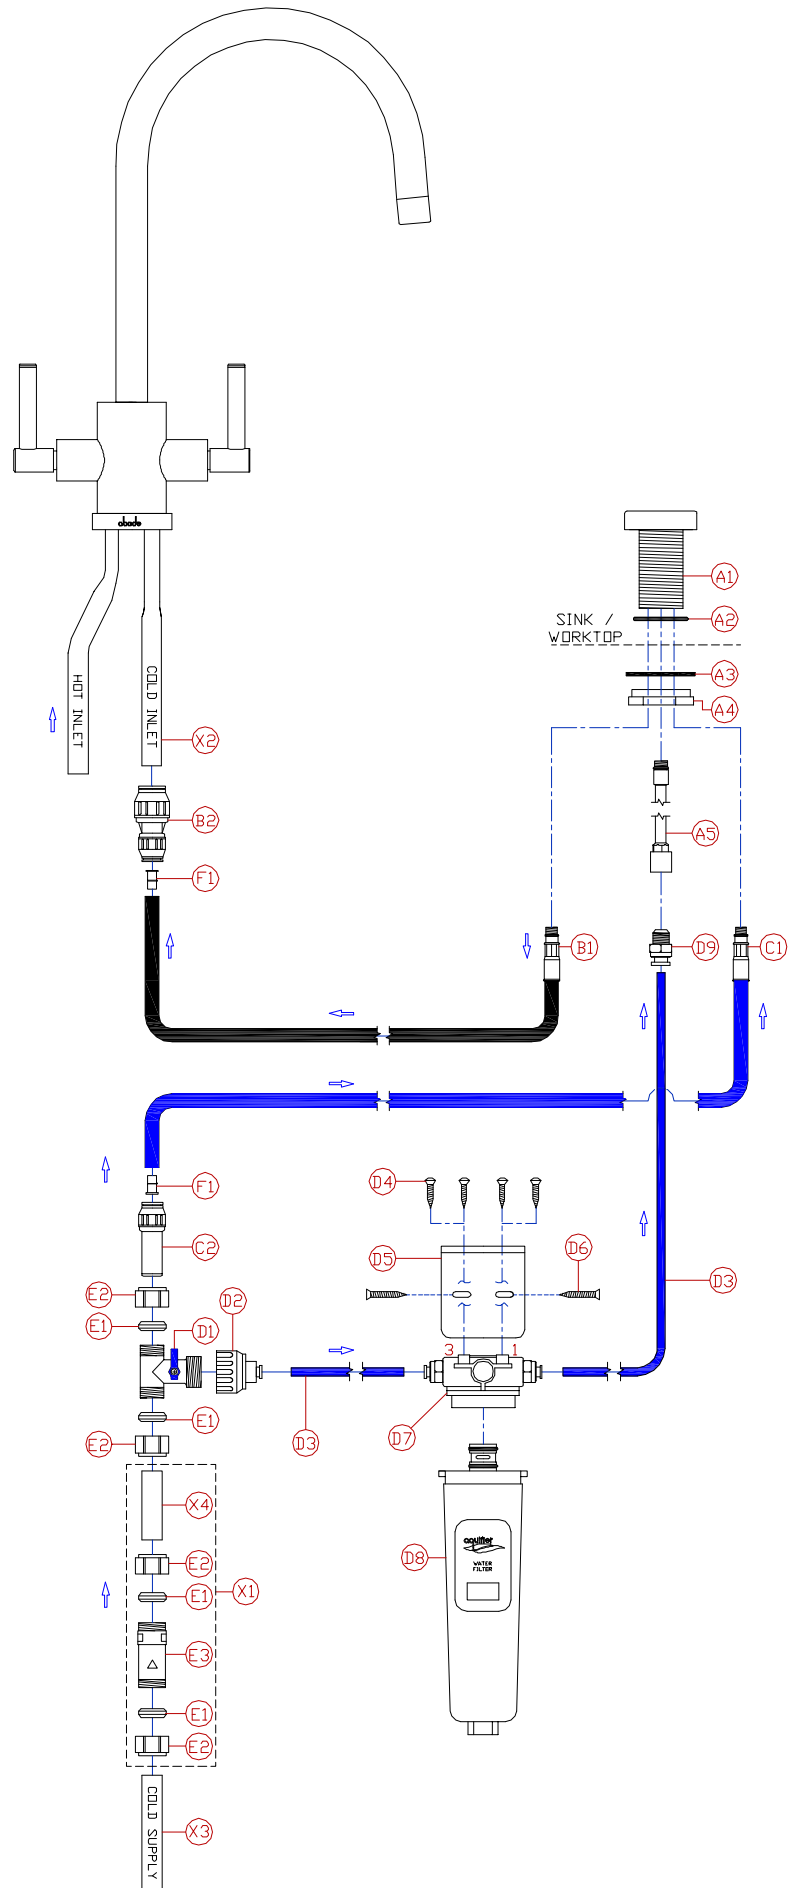 abode
A1
SINK /
WORKTOP
A2
A3
A4
HOT INLET
COLD INLET
X2
B2
A5
F1
B1
D9
C1
F1
D4
C2
D5
D6
D3
E2
D2
E1
D1
3
1
E1
D3
D7
E2
X4
aquifier
WATER
FILTER
D8
E2
X1
E1
E3
E1
E2
COLD SUPPLY
X3